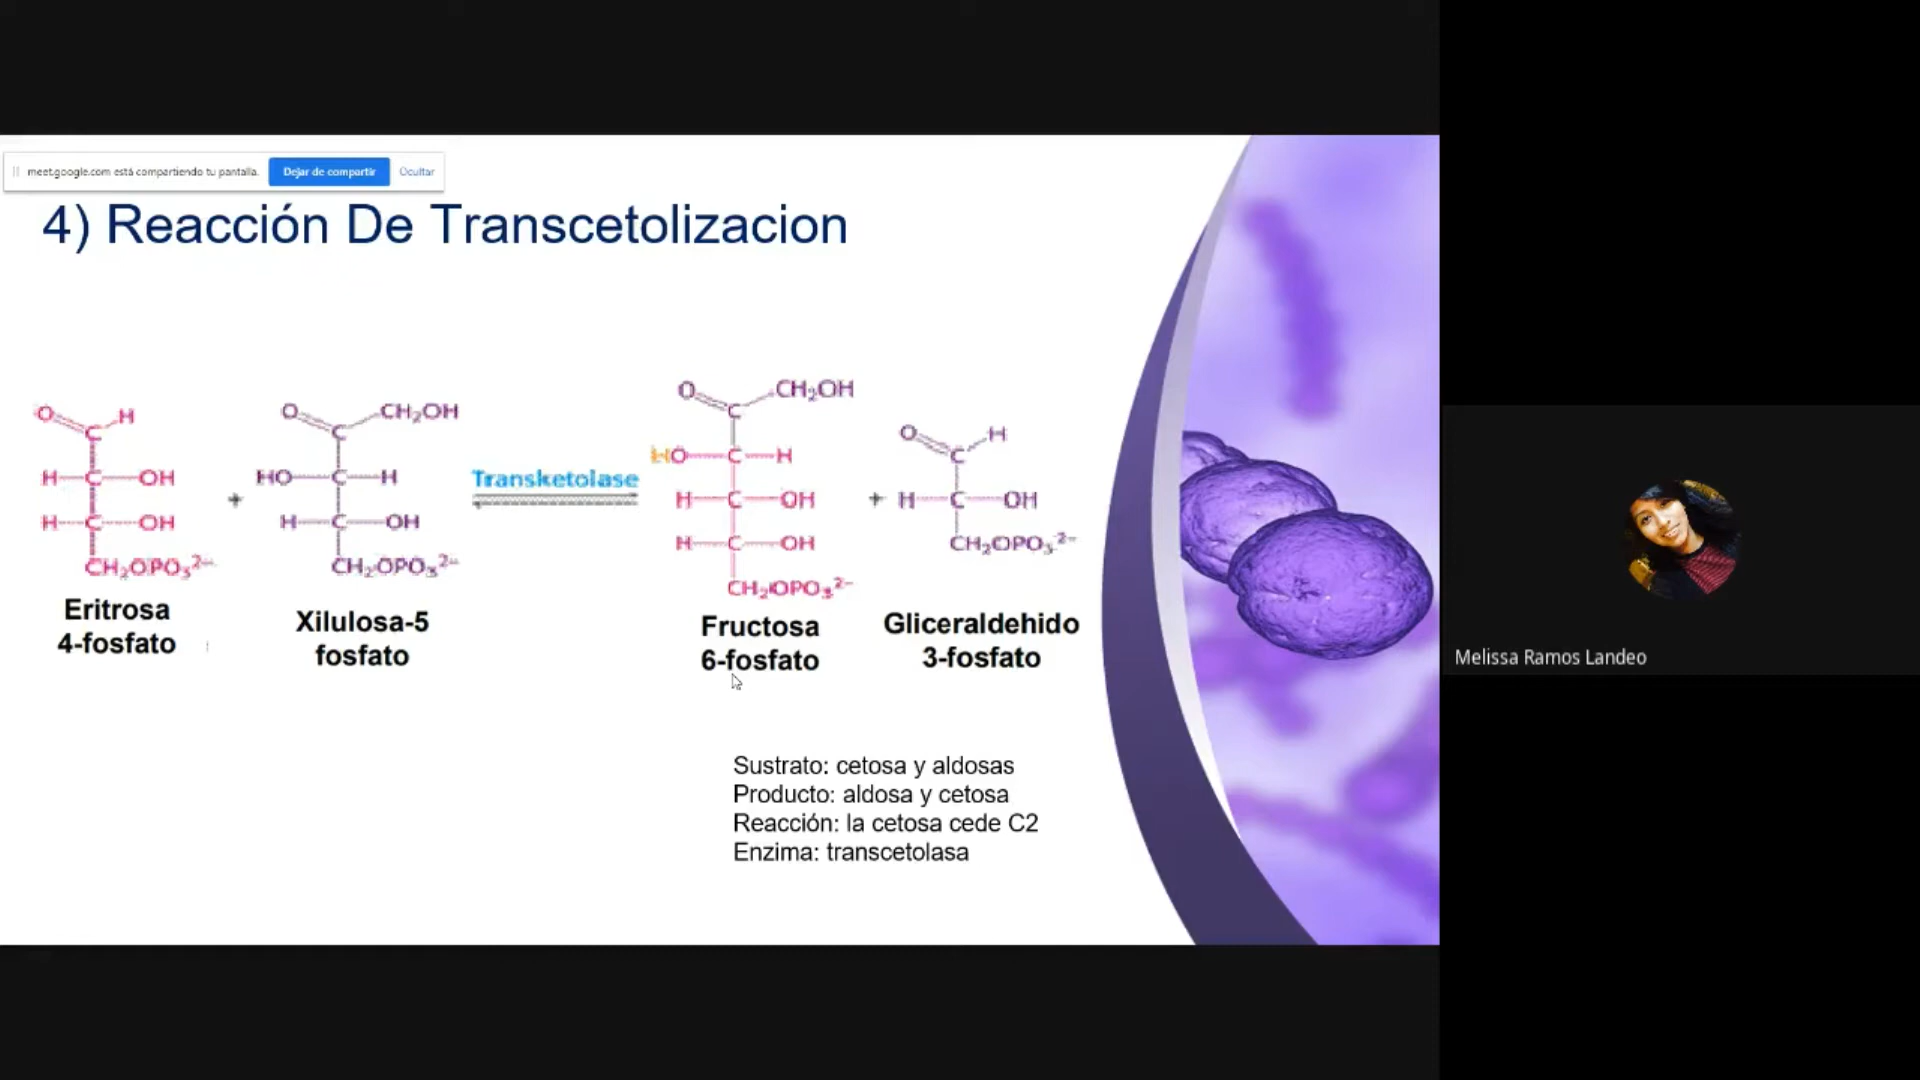 meet.google.com está compartiendo tu pantalla.
Dejar de compartir
Ocultar
4) Reacción De Transcetolizacion
O H
C
H—C—OH
H—C—OH
CH₂OPO₃²⁻
Eritrosa
4-fosfato
+
O CH₂OH
C
HO—C—H
H—C—OH
CH₂OPO₃²⁻
Xilulosa-5
fosfato
Transketolase
O CH₂OH
C
HO—C—H
H—C—OH
H—C—OH
CH₂OPO₃²⁻
Fructosa
6-fosfato
+
O H
C
H—C—OH
CH₂OPO₃²⁻
Gliceraldehido
3-fosfato
Sustrato: cetosa y aldosas
Producto: aldosa y cetosa
Reacción: la cetosa cede C2
Enzima: transcetolasa
Melissa Ramos Landeo